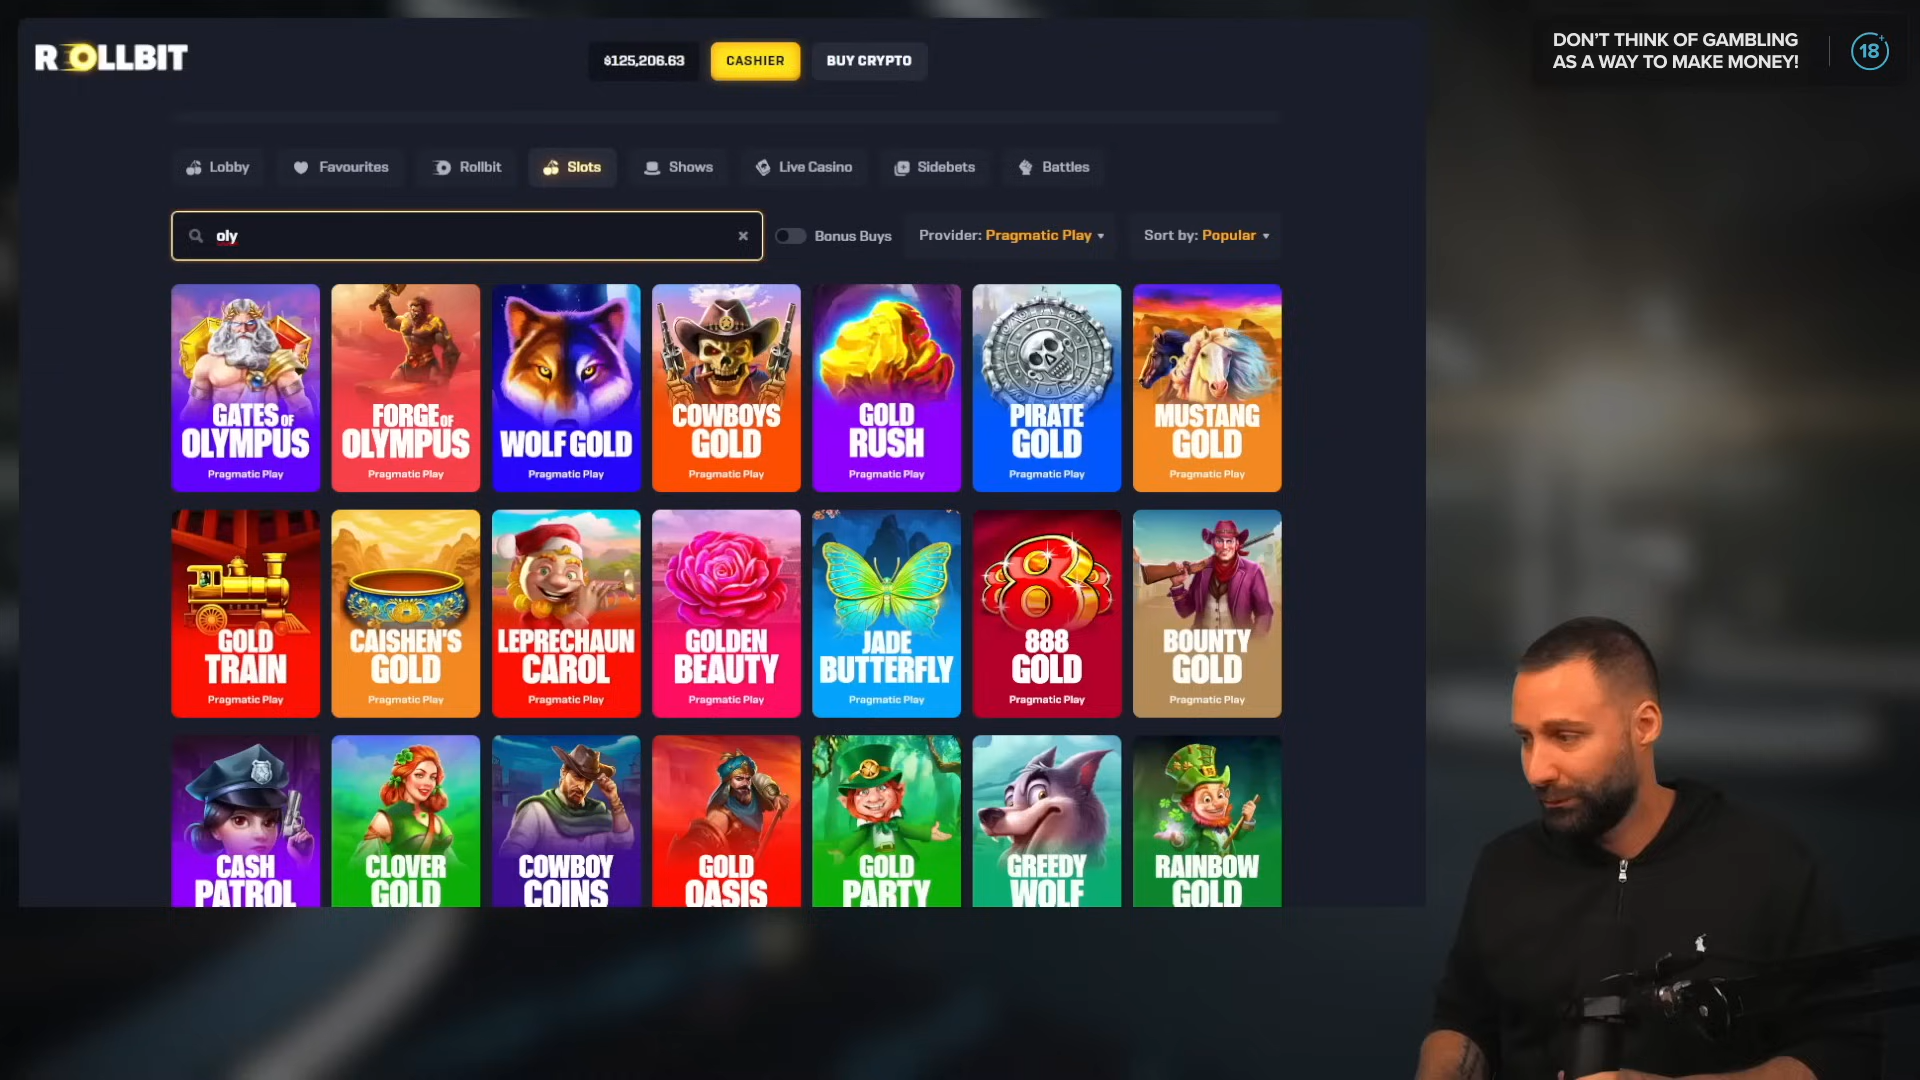 ROLLBIT
$125,206.63
CASHIER
BUY CRYPTO
DON'T THINK OF GAMBLING
AS A WAY TO MAKE MONEY!
18+
Lobby
Favourites
Rollbit
Slots
Shows
Live Casino
Sidebets
Battles
oly
Bonus Buys
Provider: Pragmatic Play
Sort by: Popular
GATES OF
OLYMPUS
Pragmatic Play
FORGE OF
OLYMPUS
Pragmatic Play
WOLF GOLD
Pragmatic Play
COWBOYS
GOLD
Pragmatic Play
GOLD
RUSH
Pragmatic Play
PIRATE
GOLD
Pragmatic Play
MUSTANG
GOLD
Pragmatic Play
GOLD
TRAIN
Pragmatic Play
CAISHEN'S
GOLD
Pragmatic Play
LEPRECHAUN
CAROL
Pragmatic Play
GOLDEN
BEAUTY
Pragmatic Play
JADE
BUTTERFLY
Pragmatic Play
888
GOLD
Pragmatic Play
BOUNTY
GOLD
Pragmatic Play
CASH
PATROL
CLOVER
GOLD
COWBOY
COINS
GOLD
OASIS
GOLD
PARTY
GREEDY
WOLF
RAINBOW
GOLD